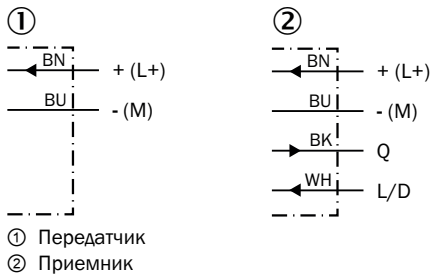 ① ②
BN + (L+) BN + (L+)
BU - (M) BU - (M)
BK Q
WH L/D
① Передатчик
② Приемник